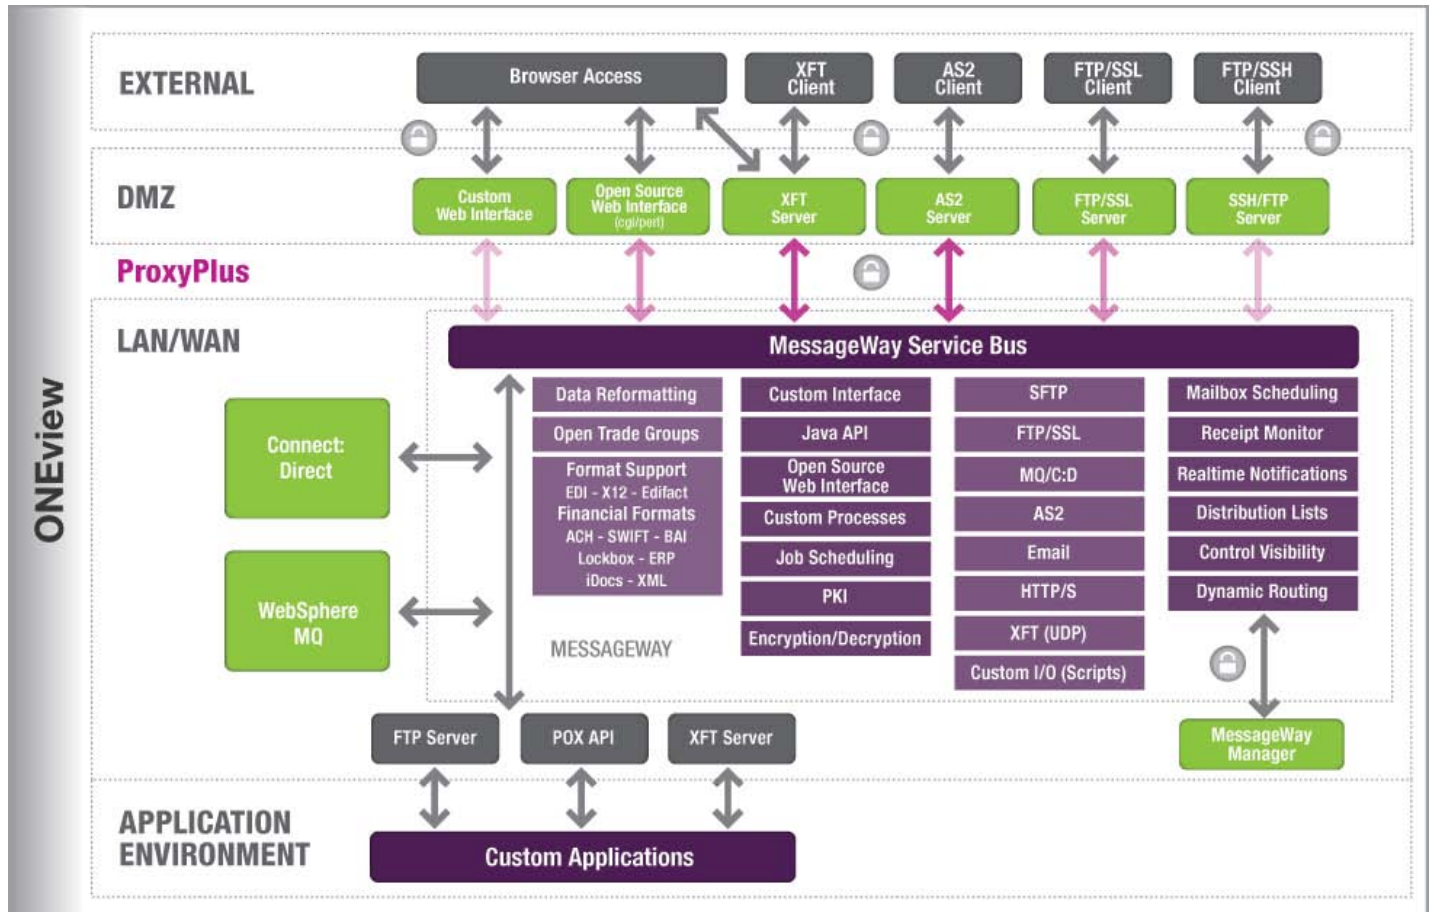 ONEview
EXTERNAL
Browser Access
XFT
Client
AS2
Client
FTP/SSL
Client
FTP/SSH
Client
DMZ
Custom
Web Interface
Open Source
Web Interface
(cgi/perl)
XFT
Server
AS2
Server
FTP/SSL
Server
SSH/FTP
Server
ProxyPlus
LAN/WAN
MessageWay Service Bus
Connect:
Direct
WebSphere
MQ
Data Reformatting
Open Trade Groups
Format Support
EDI - X12 - Edifact
Financial Formats
ACH - SWIFT - BAI
Lockbox - ERP
iDocs - XML
MESSAGEWAY
Custom Interface
Java API
Open Source
Web Interface
Custom Processes
Job Scheduling
PKI
Encryption/Decryption
SFTP
FTP/SSL
MQ/C:D
AS2
Email
HTTP/S
XFT (UDP)
Custom I/O (Scripts)
Mailbox Scheduling
Receipt Monitor
Realtime Notifications
Distribution Lists
Control Visibility
Dynamic Routing
FTP Server
POX API
XFT Server
MessageWay
Manager
APPLICATION
ENVIRONMENT
Custom Applications